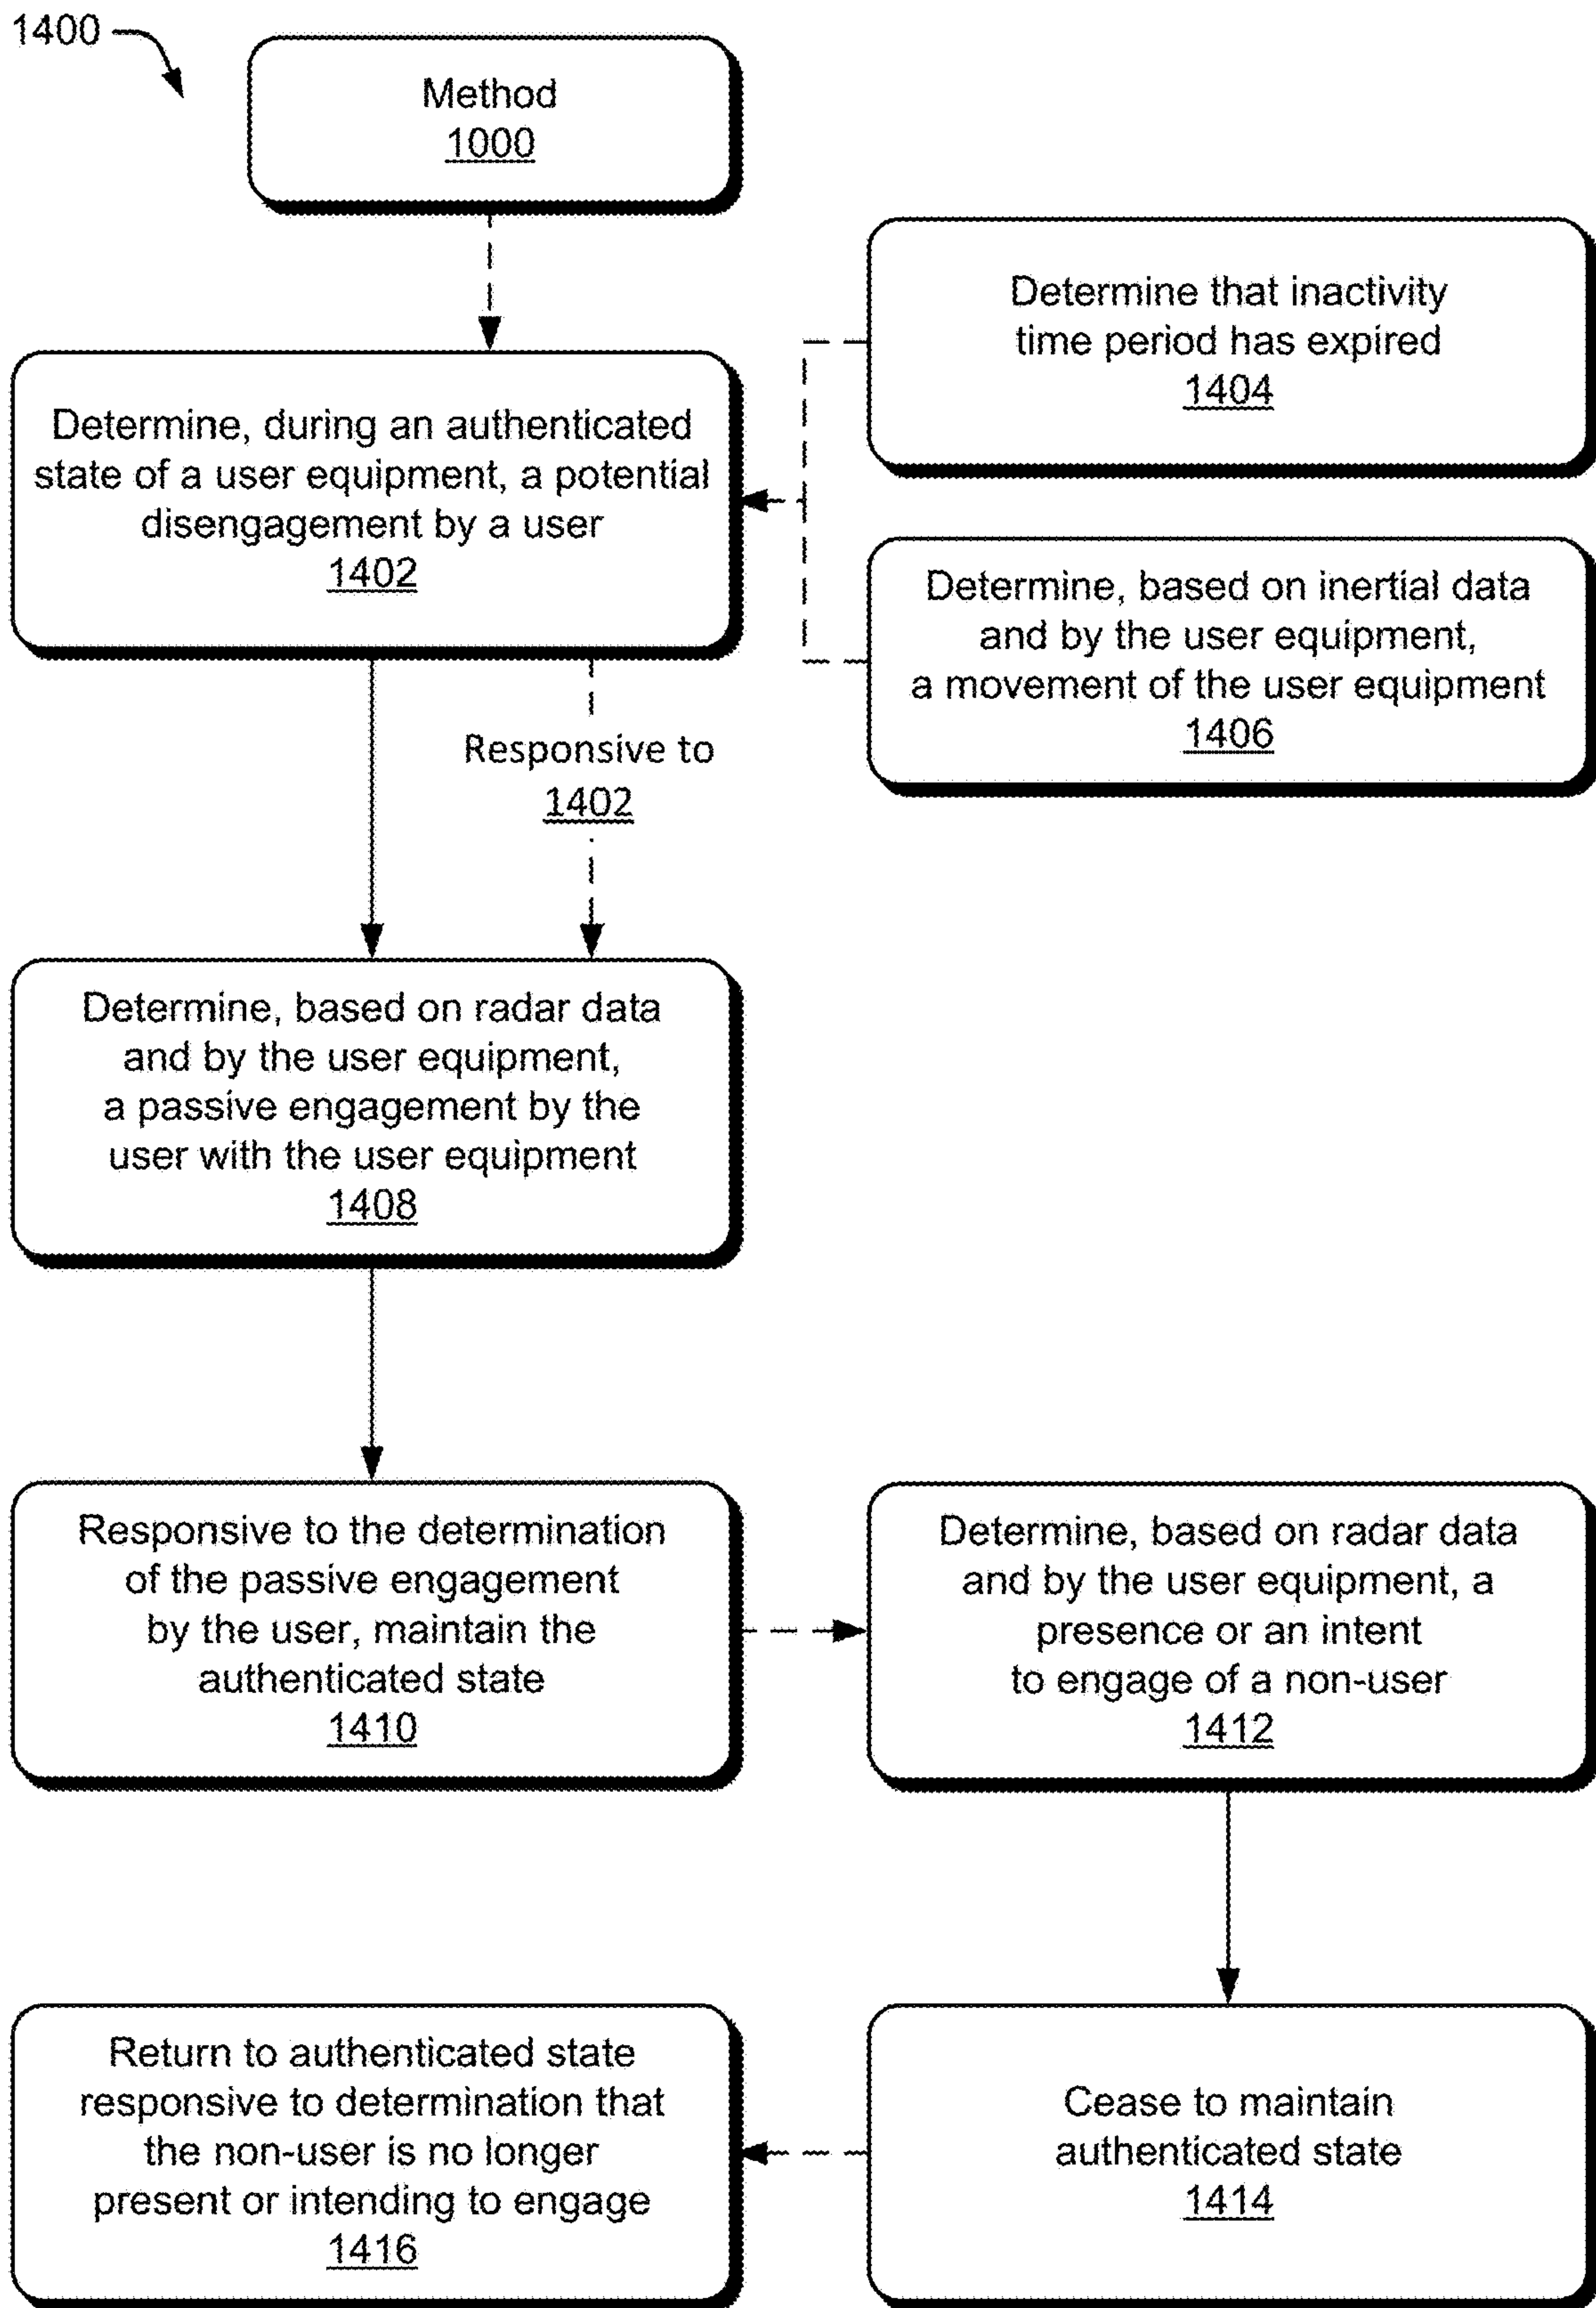 1400
Method
1000
Determine that inactivity
time period has expired
1404
Determine, during an authenticated
state of a user equipment, a potential
disengagement by a user
1402
Determine, based on inertial data
and by the user equipment,
a movement of the user equipment
1406
Responsive to
1402
Determine, based on radar data
and by the user equipment,
a passive engagement by the
user with the user equipment
1408
Responsive to the determination
of the passive engagement
by the user, maintain the
authenticated state
1410
Determine, based on radar data
and by the user equipment, a
presence or an intent
to engage of a non-user
1412
Cease to maintain
authenticated state
1414
Return to authenticated state
responsive to determination that
the non-user is no longer
present or intending to engage
1416